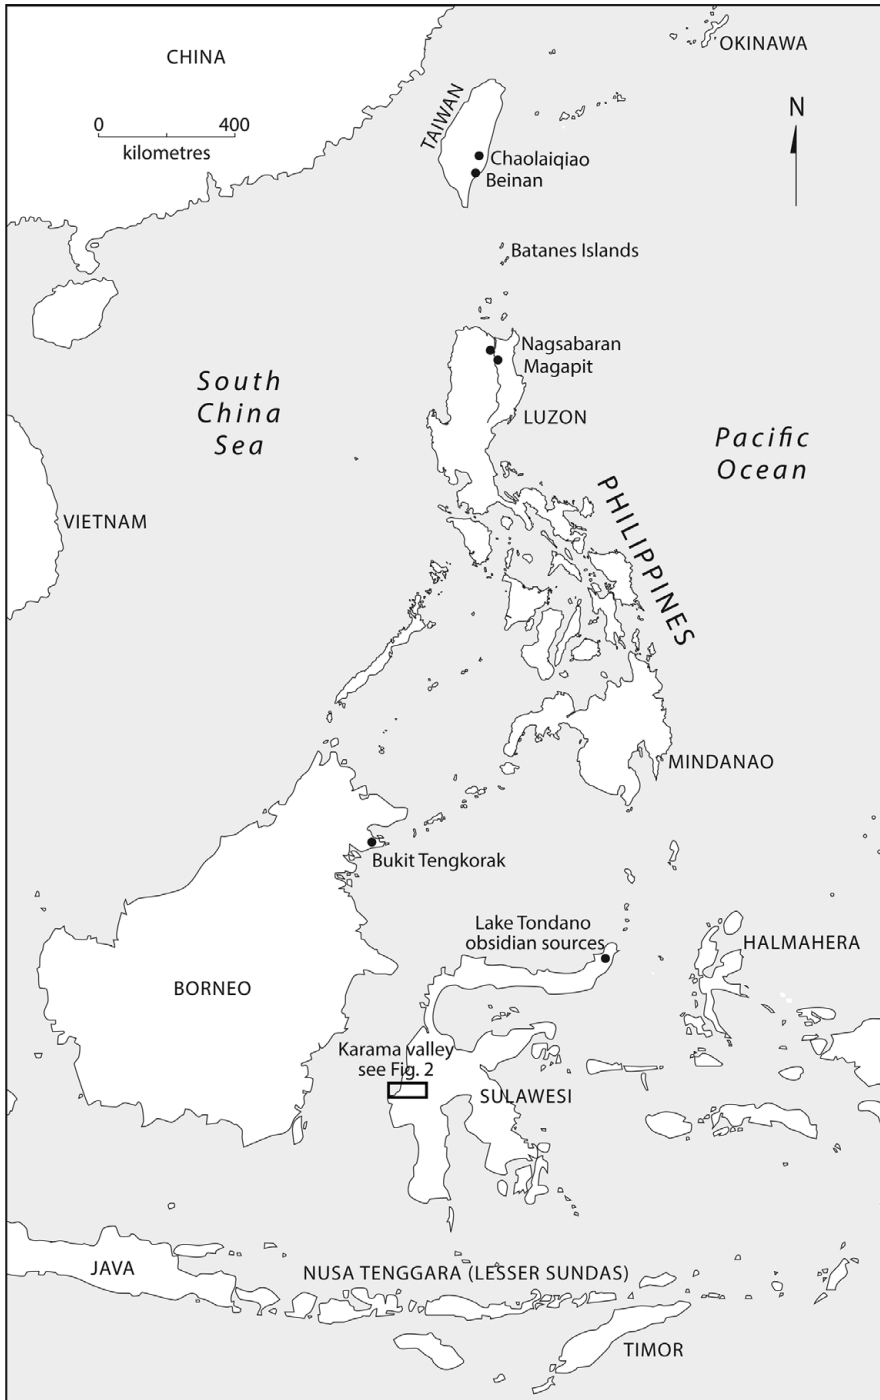 OKINAWA
CHINA
0 400
kilometres
TAIWAN
N
Chaolaiqiao
Beinan
Batanes Islands
Nagsabaran
Magapit
LUZON
South
China
Sea
Pacific
Ocean
PHILIPPINES
VIETNAM
MINDANAO
Bukit Tengkorak
Lake Tondano
obsidian sources
HALMAHERA
BORNEO
Karama valley
see Fig. 2
SULAWESI
JAVA
NUSA TENGGARA (LESSER SUNDAS)
TIMOR